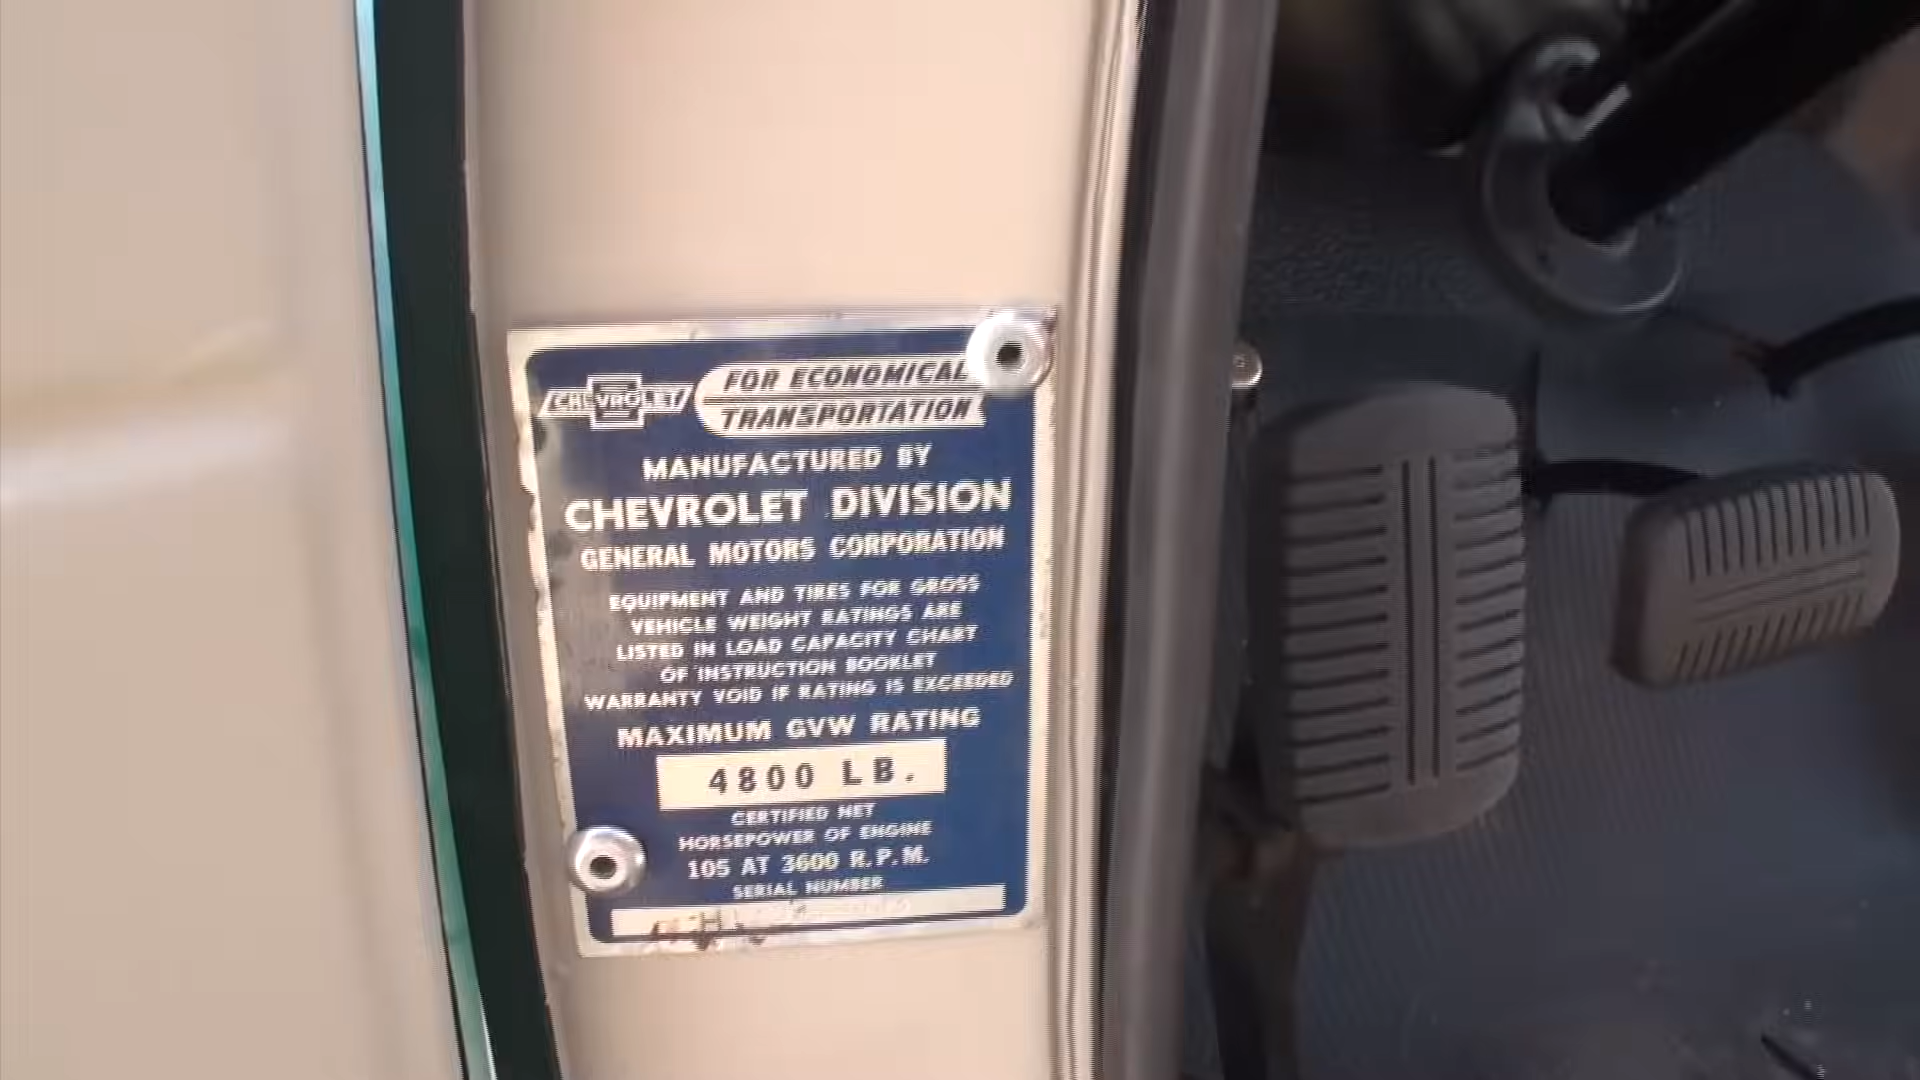 CHEVROLET
FOR ECONOMICAL
TRANSPORTATION
MANUFACTURED BY
CHEVROLET DIVISION
GENERAL MOTORS CORPORATION
EQUIPMENT AND TIRES FOR GROSS
VEHICLE WEIGHT RATINGS ARE
LISTED IN LOAD CAPACITY CHART
OF INSTRUCTION BOOKLET
WARRANTY VOID IF RATING IS EXCEEDED
MAXIMUM GVW RATING
4800 LB.
CERTIFIED NET
HORSEPOWER OF ENGINE
105 AT 3600 R.P.M.
SERIAL NUMBER